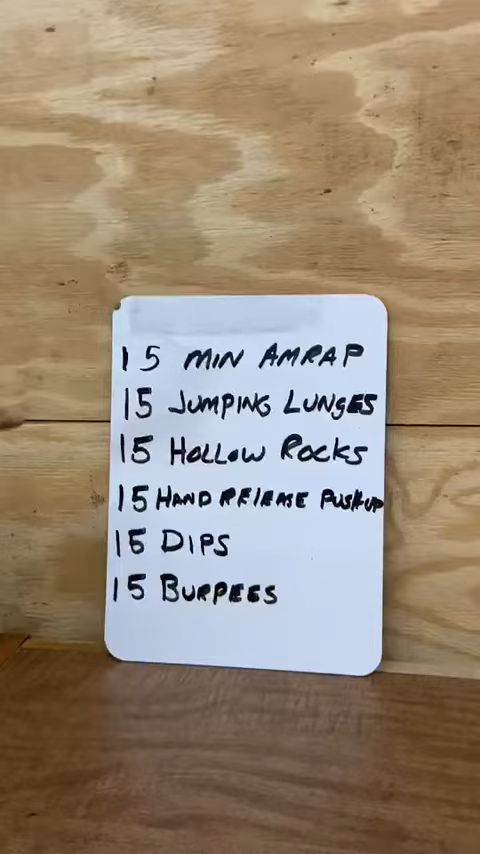 15 MIN AMRAP
15 JUMPING LUNGES
15 HOLLOW ROCKS
15 HAND RELEASE PUSHUP
15 DIPS
15 BURPEES